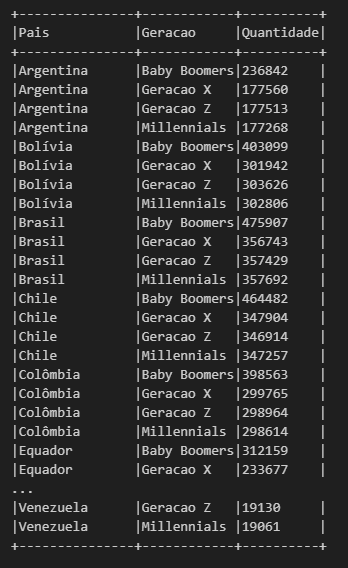 +---------------+------------+----------+
|Pais           |Geracao     |Quantidade|
+---------------+------------+----------+
|Argentina      |Baby Boomers|236842    |
|Argentina      |Geracao X   |177560    |
|Argentina      |Geracao Z   |177513    |
|Argentina      |Millennials |177268    |
|Bolívia        |Baby Boomers|403099    |
|Bolívia        |Geracao X   |301942    |
|Bolívia        |Geracao Z   |303626    |
|Bolívia        |Millennials |302806    |
|Brasil         |Baby Boomers|475907    |
|Brasil         |Geracao X   |356743    |
|Brasil         |Geracao Z   |357429    |
|Brasil         |Millennials |357692    |
|Chile          |Baby Boomers|464482    |
|Chile          |Geracao X   |347904    |
|Chile          |Geracao Z   |346914    |
|Chile          |Millennials |347257    |
|Colômbia       |Baby Boomers|398563    |
|Colômbia       |Geracao X   |299765    |
|Colômbia       |Geracao Z   |298964    |
|Colômbia       |Millennials |298614    |
|Equador        |Baby Boomers|312159    |
|Equador        |Geracao X   |233677    |
...
|Venezuela      |Geracao Z   |19130     |
|Venezuela      |Millennials |19061     |
+---------------+------------+----------+